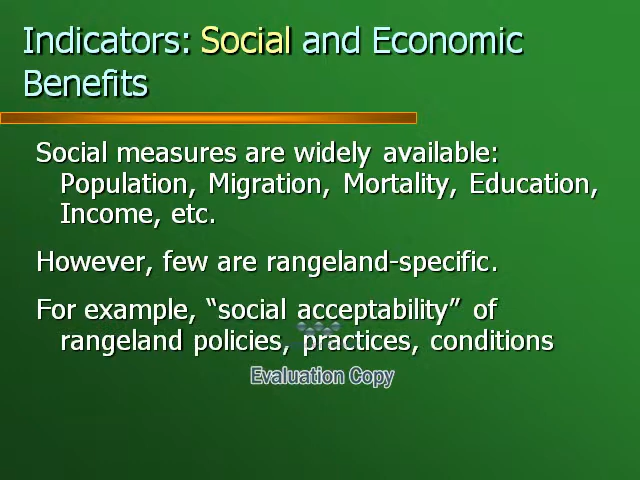 Indicators: Social and Economic
Benefits
Social measures are widely available:
Population, Migration, Mortality, Education,
Income, etc.
However, few are rangeland-specific.
For example, “social acceptability” of
rangeland policies, practices, conditions
Evaluation Copy